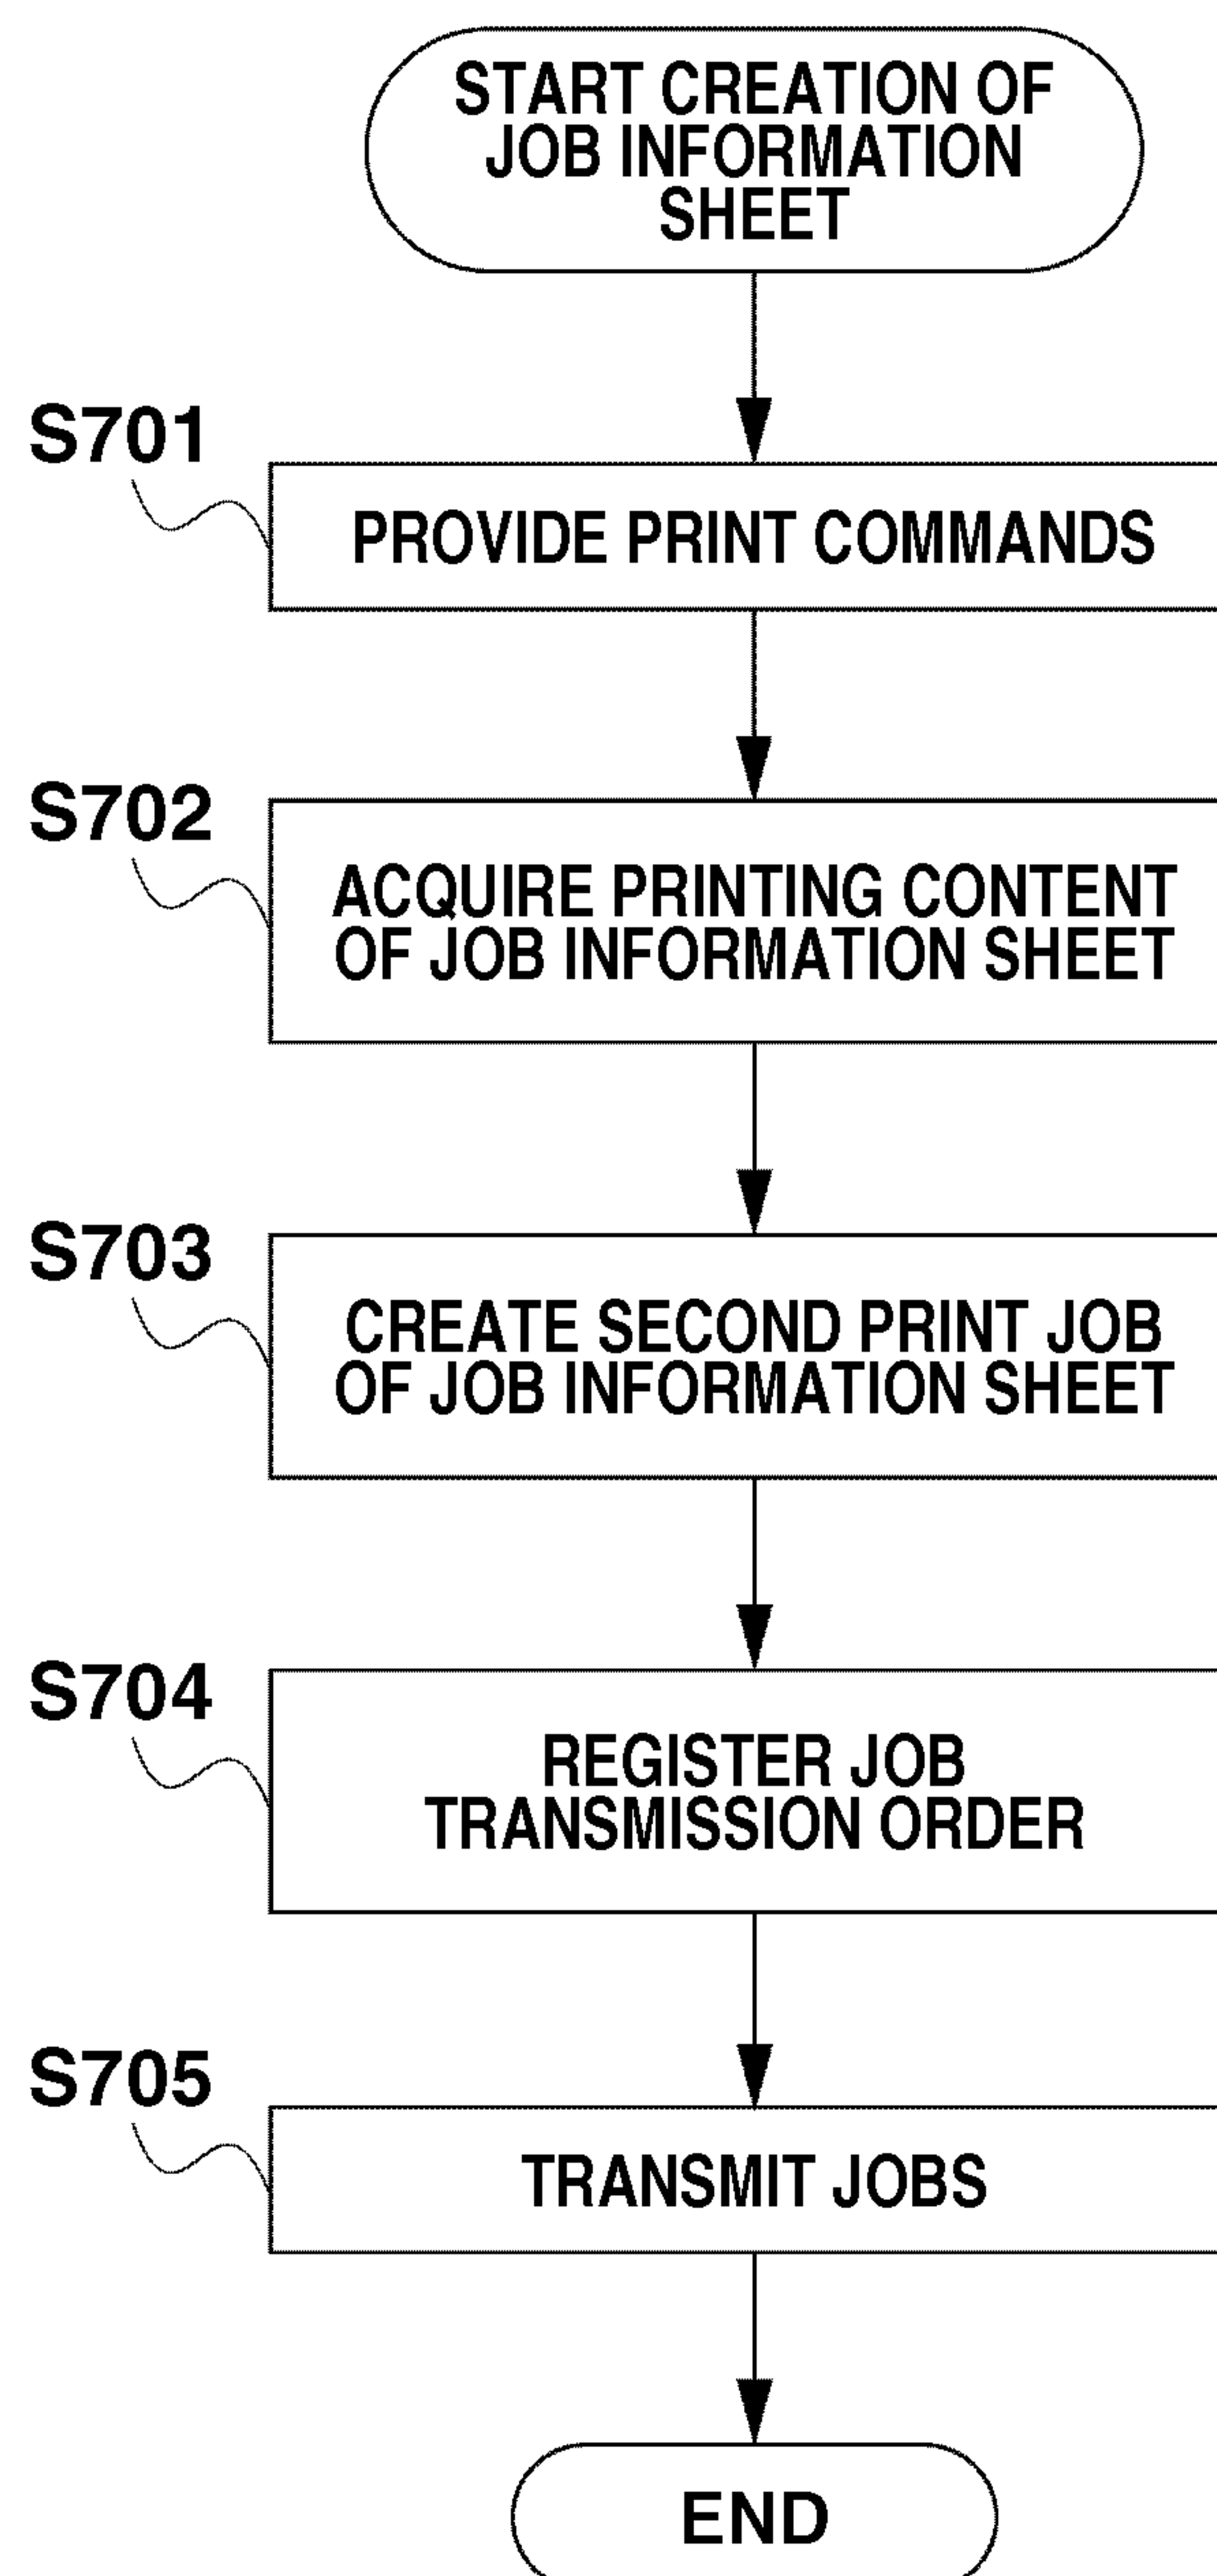 START CREATION OF
JOB INFORMATION
SHEET
S701
PROVIDE PRINT COMMANDS
S702
ACQUIRE PRINTING CONTENT
OF JOB INFORMATION SHEET
S703
CREATE SECOND PRINT JOB
OF JOB INFORMATION SHEET
S704
REGISTER JOB
TRANSMISSION ORDER
S705
TRANSMIT JOBS
END